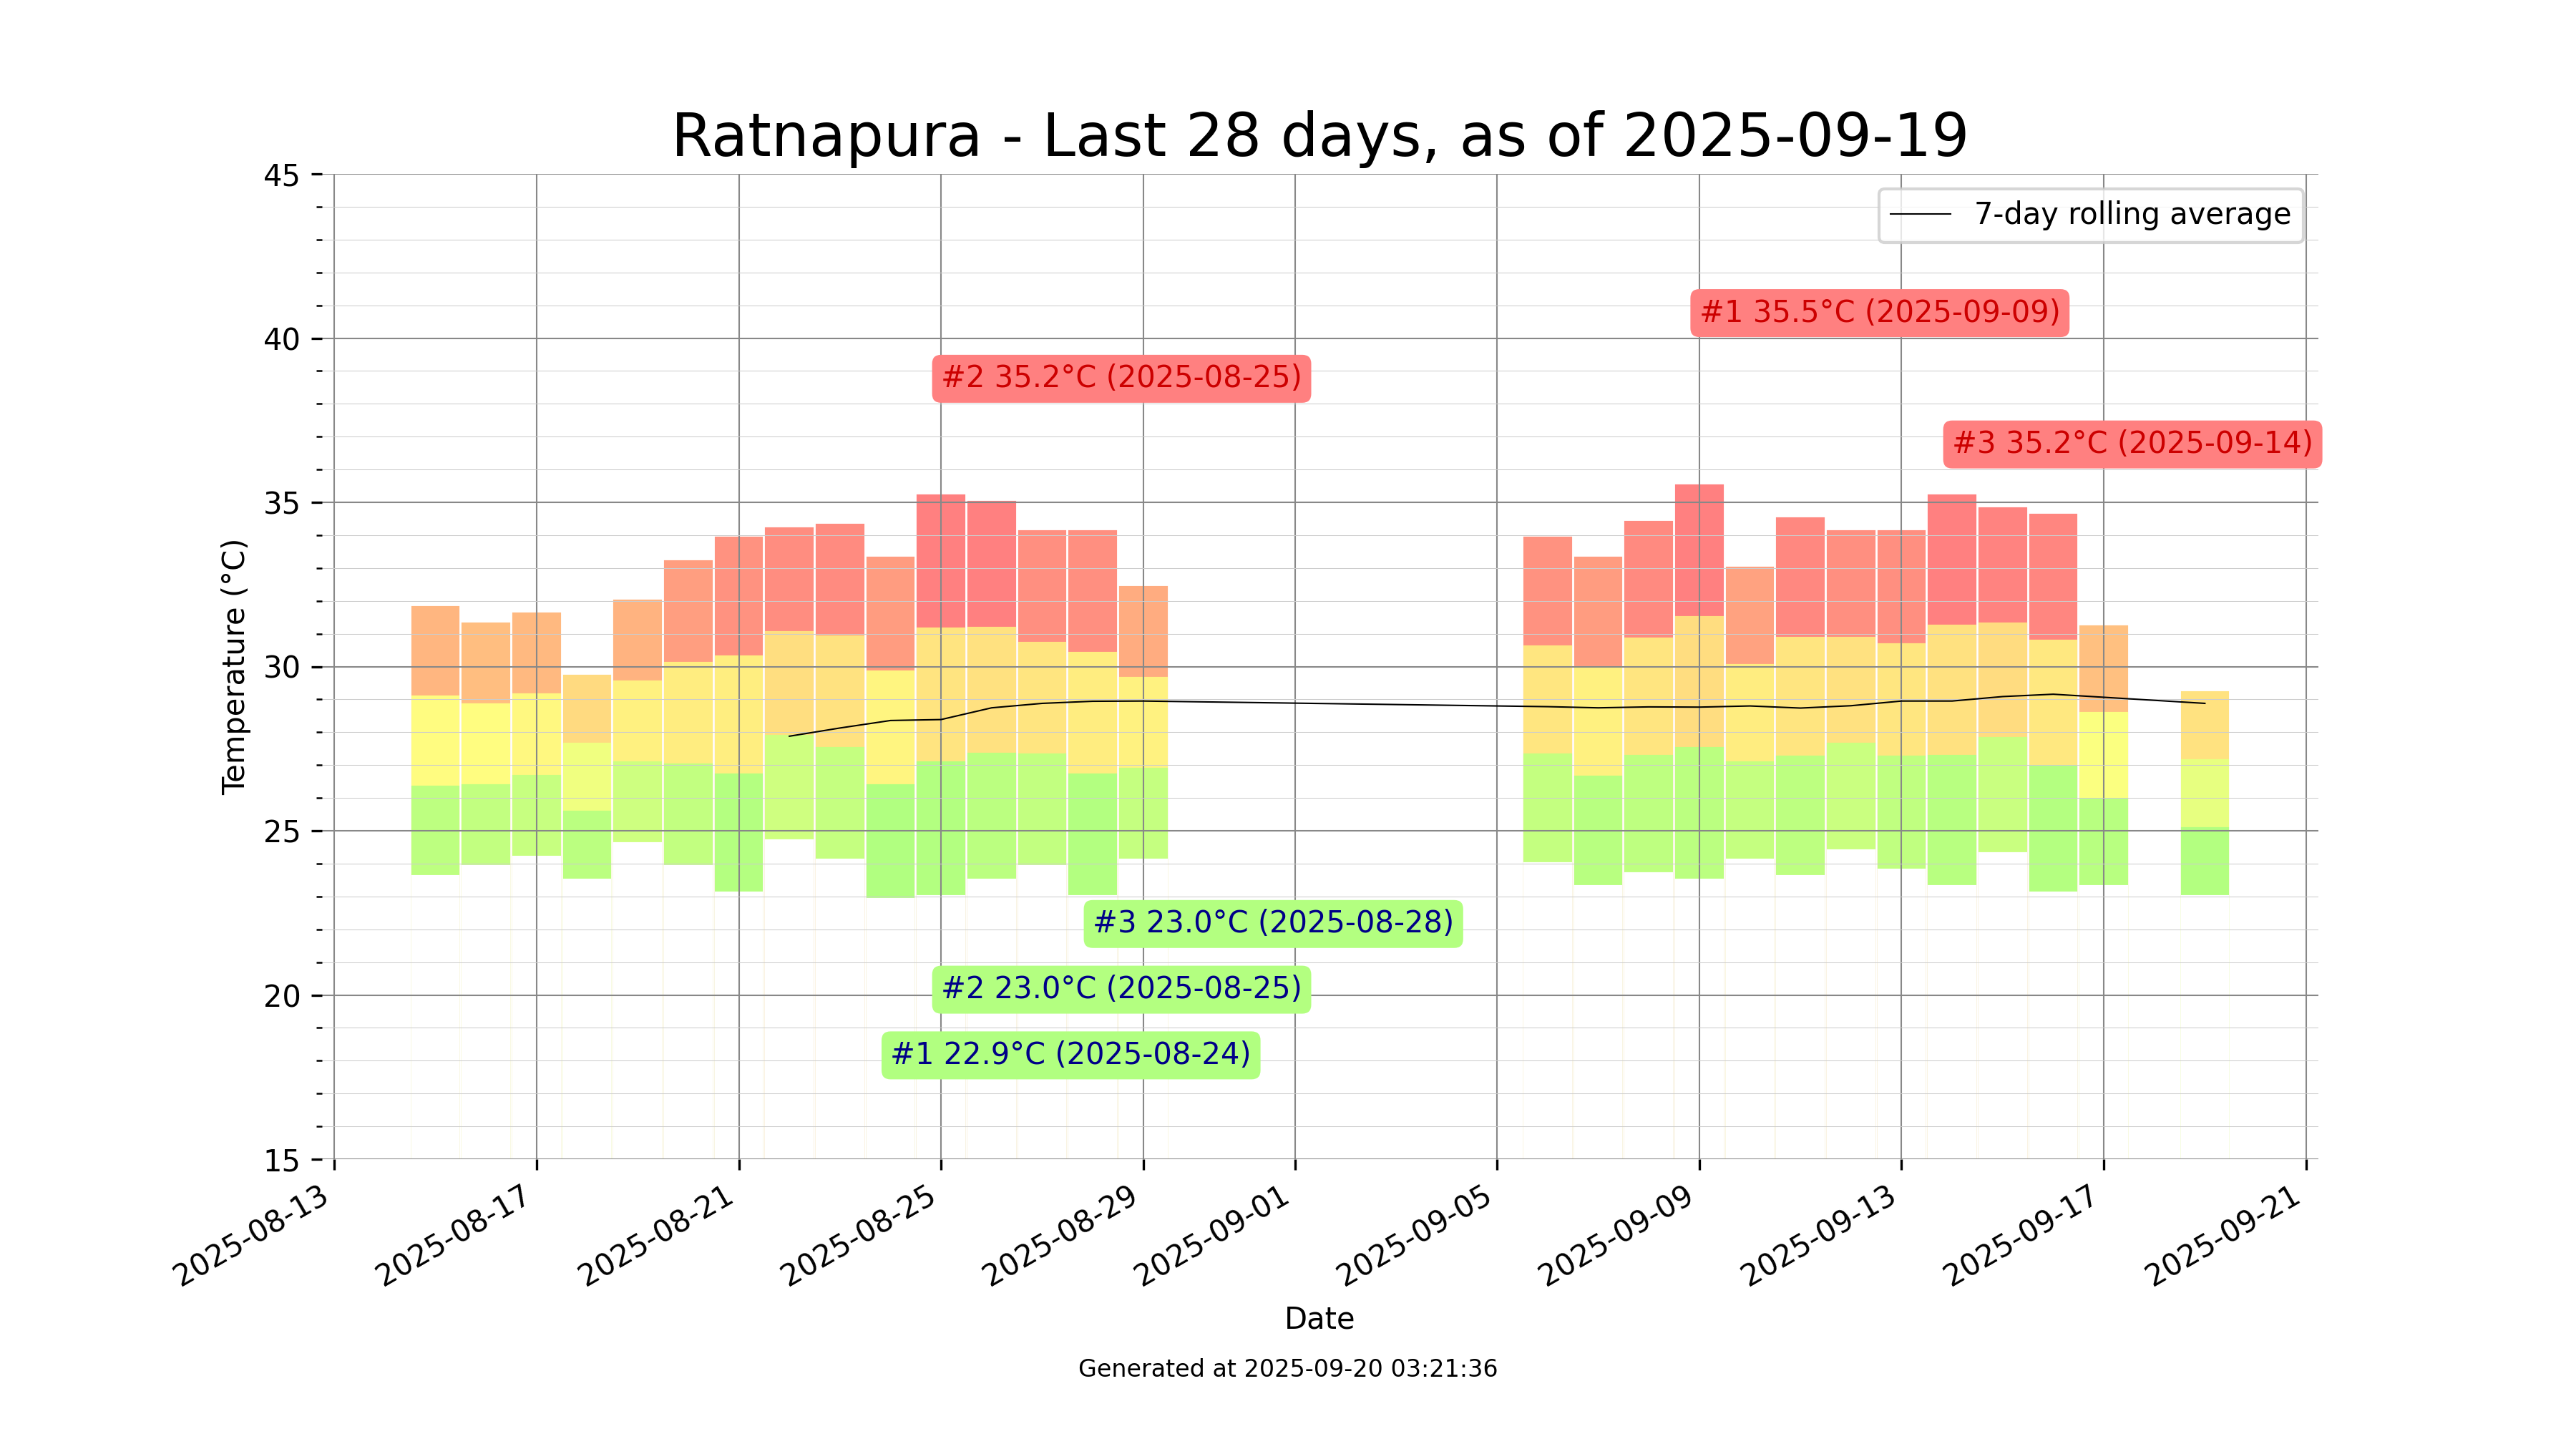 Ratnapura - Last 28 days, as of 2025-09-19
7-day rolling average
#1 35.5°C (2025-09-09)
#2 35.2°C (2025-08-25)
#3 35.2°C (2025-09-14)
#3 23.0°C (2025-08-28)
#2 23.0°C (2025-08-25)
#1 22.9°C (2025-08-24)
Temperature (°C)
45
40
35
30
25
20
15
2025-08-13
2025-08-17
2025-08-21
2025-08-25
2025-08-29
2025-09-01
2025-09-05
2025-09-09
2025-09-13
2025-09-17
2025-09-21
Date
Generated at 2025-09-20 03:21:36